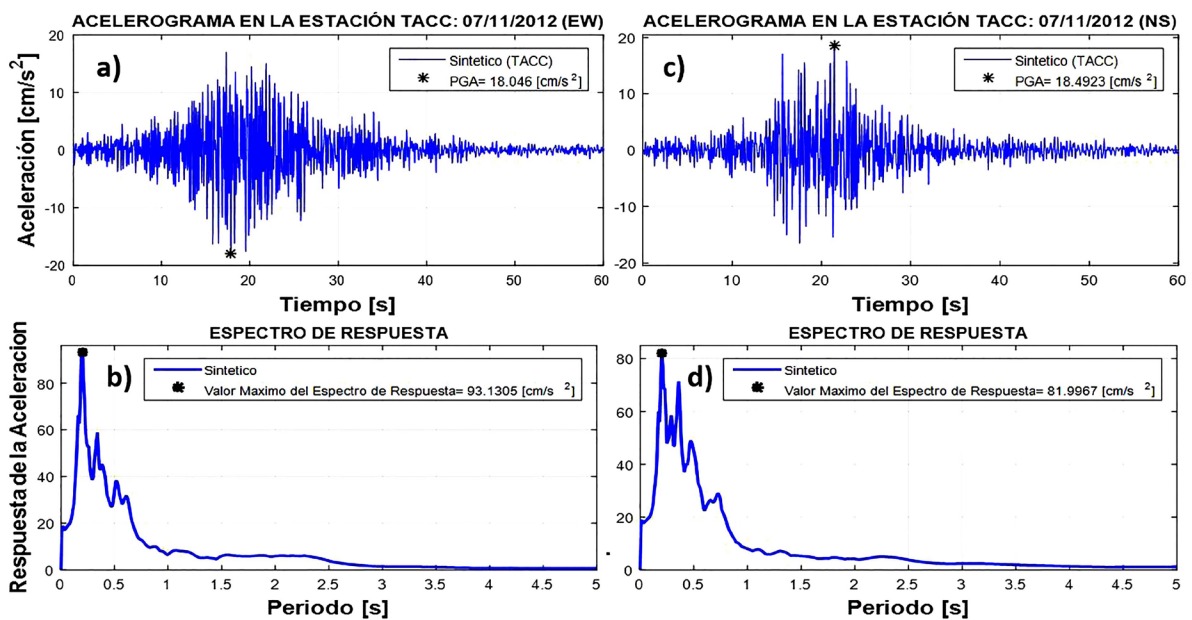 ACELEROGRAMA EN LA ESTACIÓN TACC: 07/11/2012 (EW)
20
10
0
-10
-20
Aceleración [cm/s²]
a)
Sintetico (TACC)
PGA= 18.046 [cm/s²]
0 10 20 30 40 50 60
Tiempo [s]
ACELEROGRAMA EN LA ESTACIÓN TACC: 07/11/2012 (NS)
20
10
0
-10
-20
c)
Sintetico (TACC)
PGA= 18.4923 [cm/s²]
0 10 20 30 40 50 60
Tiempo [s]
ESPECTRO DE RESPUESTA
80
60
40
20
0
Respuesta de la Aceleracion
b)
Sintetico
Valor Maximo del Espectro de Respuesta= 93.1305 [cm/s ²]
0 0.5 1 1.5 2 2.5 3 3.5 4 4.5 5
Periodo [s]
ESPECTRO DE RESPUESTA
80
60
40
20
0
d)
Sintetico
Valor Maximo del Espectro de Respuesta= 81.9967 [cm/s ²]
0 0.5 1 1.5 2 2.5 3 3.5 4 4.5 5
Periodo [s]